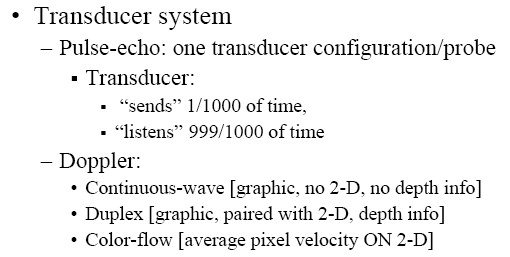 • Transducer system
– Pulse-echo: one transducer configuration/probe
▪ Transducer:
▪ “sends” 1/1000 of time,
▪ “listens” 999/1000 of time
– Doppler:
• Continuous-wave [graphic, no 2-D, no depth info]
• Duplex [graphic, paired with 2-D, depth info]
• Color-flow [average pixel velocity ON 2-D]